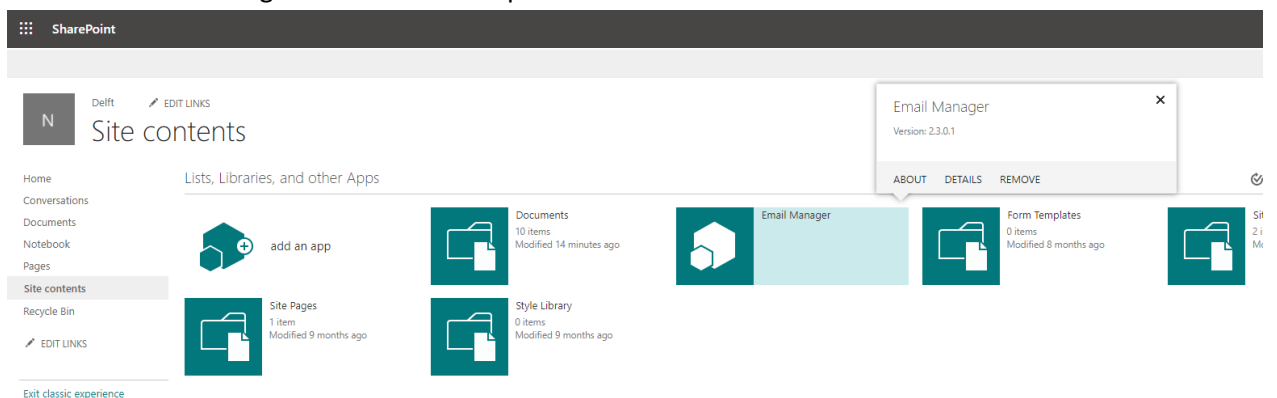 SharePoint
Delft
EDIT LINKS
N
Site contents
Email Manager
Version: 2.3.0.1
ABOUT DETAILS REMOVE
Home
Conversations
Documents
Notebook
Pages
Site contents
Recycle Bin
EDIT LINKS
Exit classic experience
Lists, Libraries, and other Apps
add an app
Documents
10 items
Modified 14 minutes ago
Email Manager
Form Templates
0 items
Modified 8 months ago
Site Pages
1 item
Modified 9 months ago
Style Library
0 items
Modified 9 months ago